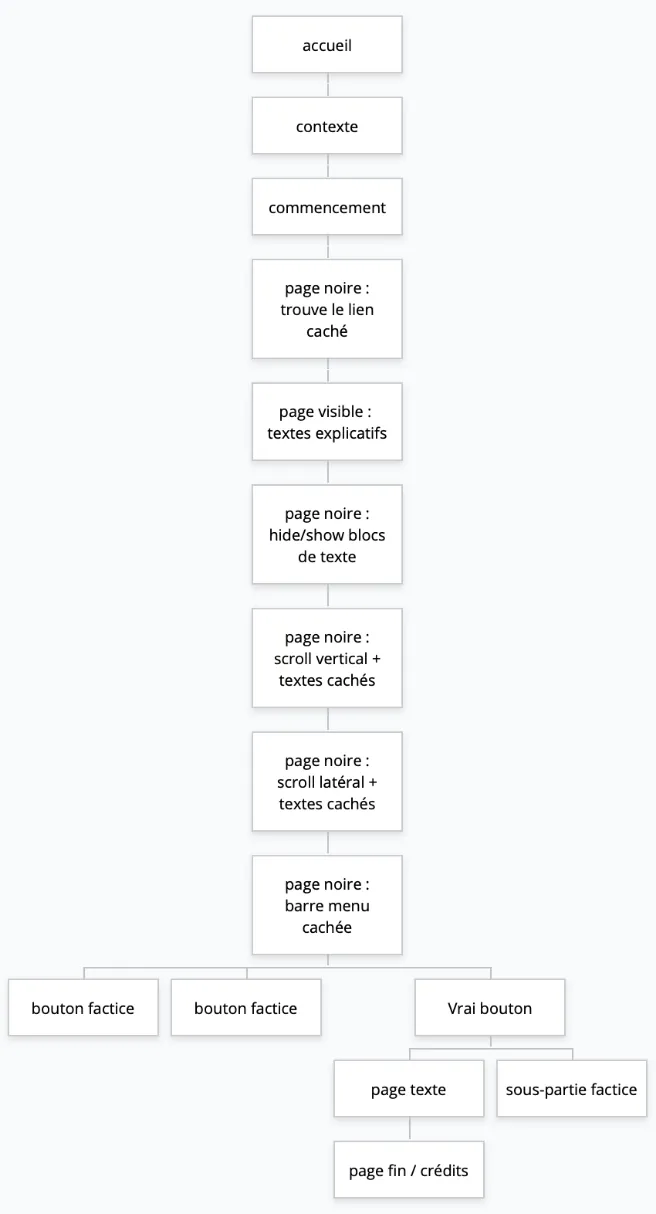 accueil
contexte
commencement
page noire :
trouve le lien
caché
page visible :
textes explicatifs
page noire :
hide/show blocs
de texte
page noire :
scroll vertical +
textes cachés
page noire :
scroll latéral +
textes cachés
page noire :
barre menu
cachée
bouton factice
bouton factice
Vrai bouton
page texte
sous-partie factice
page fin / crédits